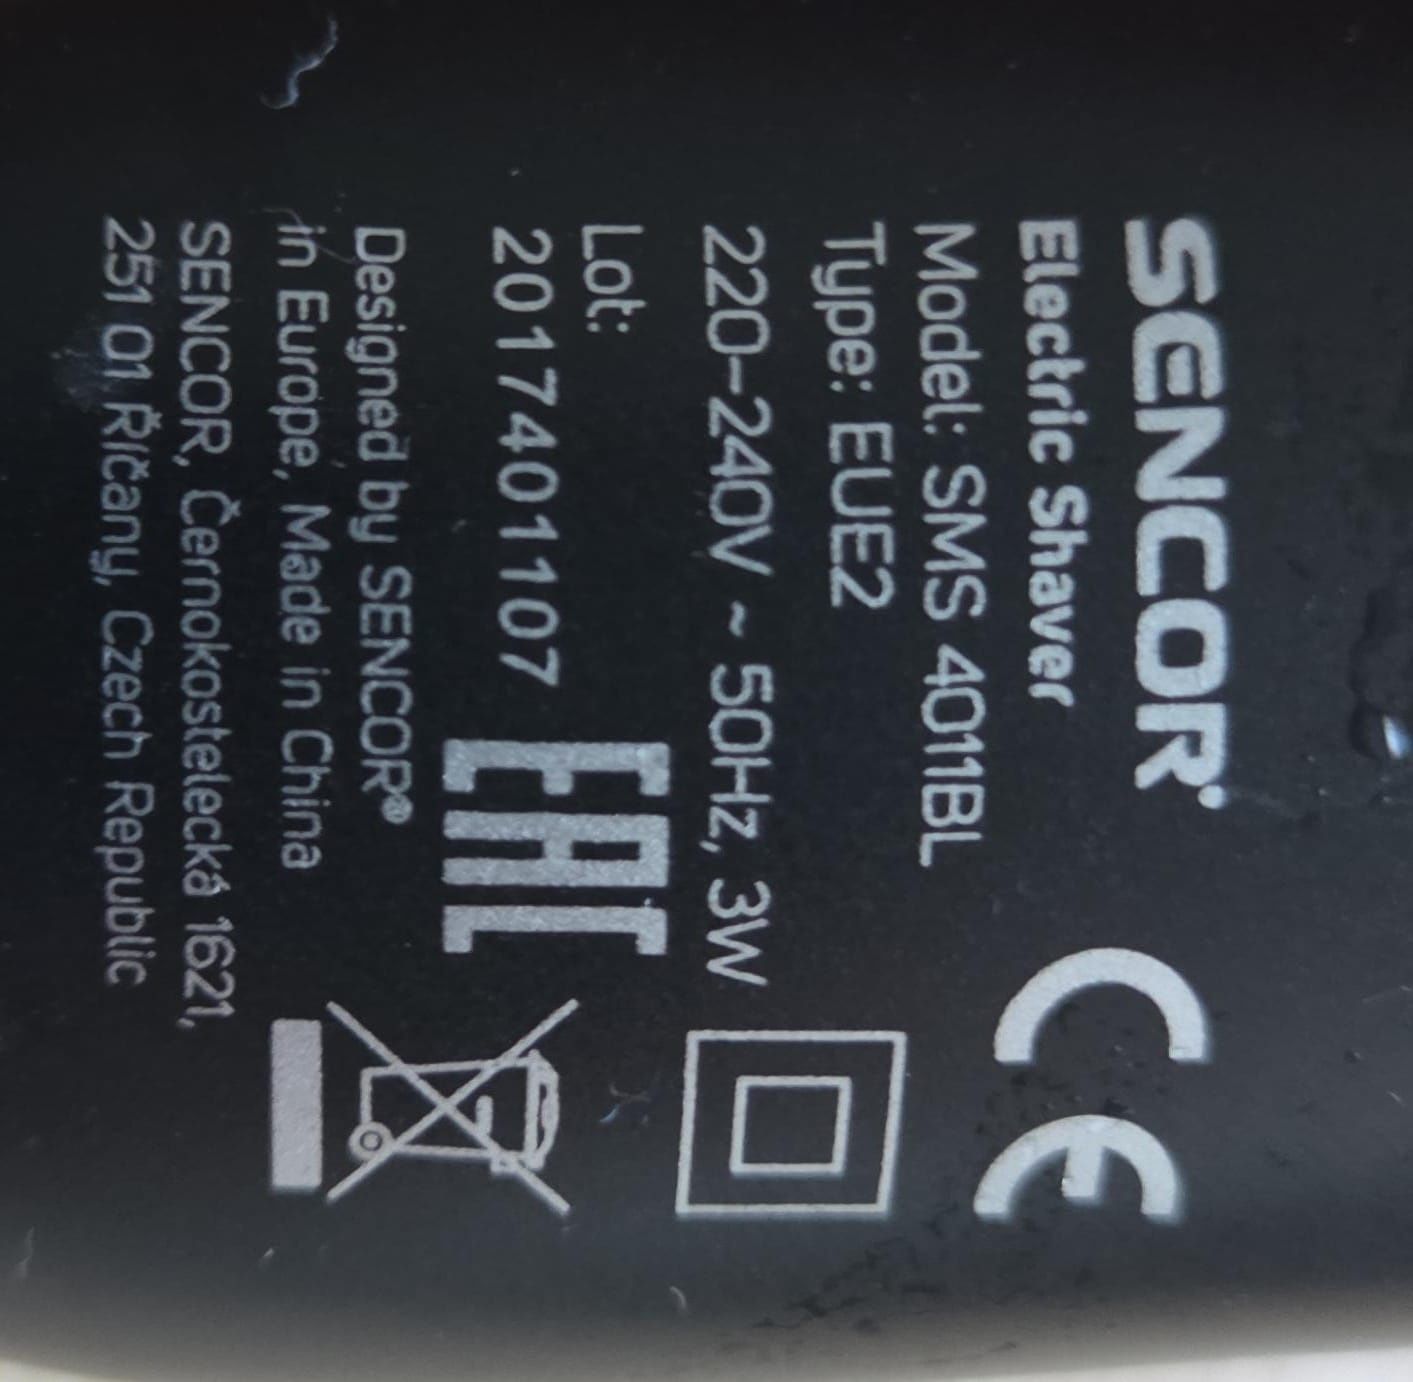 SENCOR®
Electric Shaver
Model: SMS 4011BL
Type: EUE2
CE
220-240V ~ 50Hz, 3W
Lot:
2017401107
EAC
Designed by SENCOR®
in Europe, Made in China
SENCOR, Černokostelecká 1621,
251 01 Říčany, Czech Republic